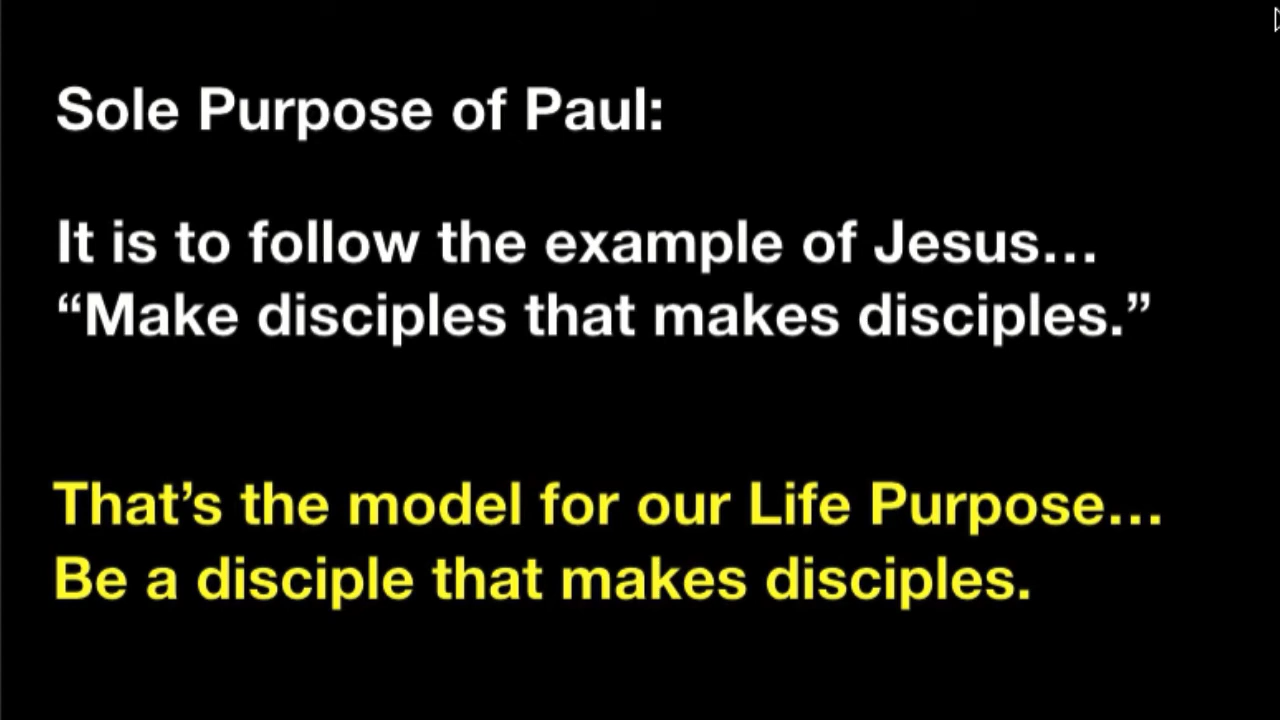 Sole Purpose of Paul:
It is to follow the example of Jesus…
“Make disciples that makes disciples.”
That’s the model for our Life Purpose…
Be a disciple that makes disciples.